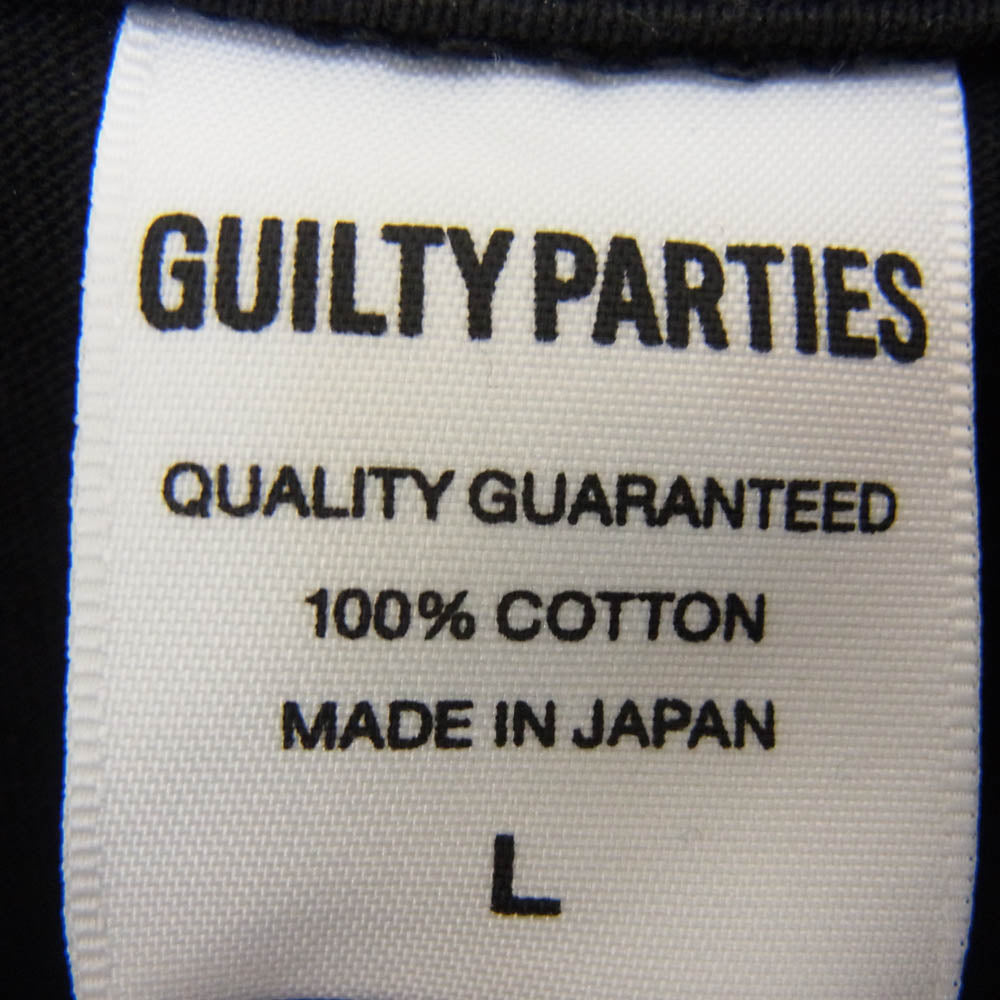 GUILTY PARTIES
QUALITY GUARANTEED
100% COTTON
MADE IN JAPAN
L